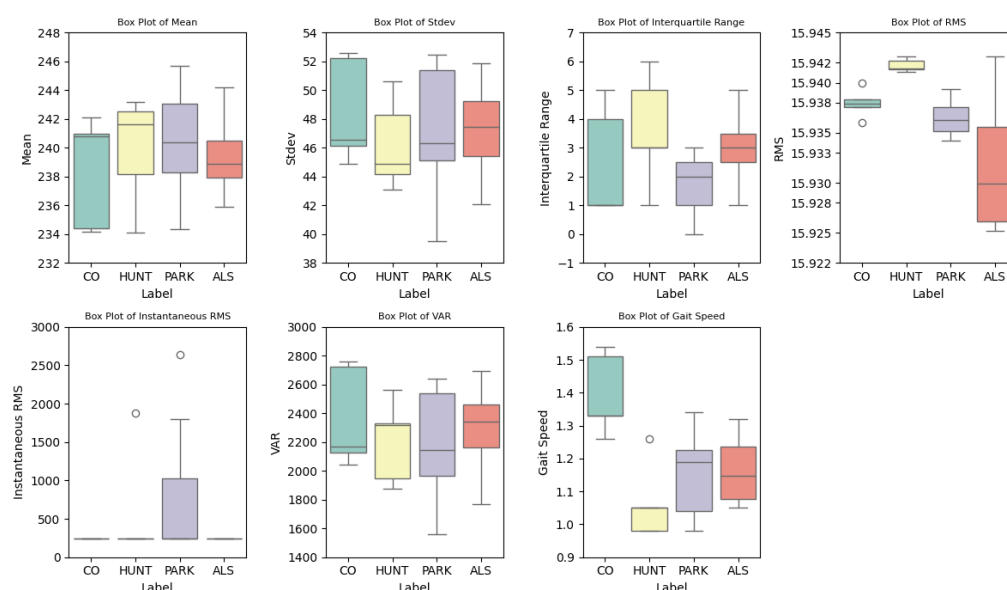 Box Plot of Mean
248
246
244
242
240
238
236
234
232
Mean
CO HUNT PARK ALS
Label
Box Plot of Stdev
54
52
50
48
46
44
42
40
38
Stdev
CO HUNT PARK ALS
Label
Box Plot of Interquartile Range
7
6
5
4
3
2
1
0
−1
Interquartile Range
CO HUNT PARK ALS
Label
Box Plot of RMS
15.945
15.942
15.940
15.938
15.935
15.933
15.930
15.928
15.925
15.922
RMS
CO HUNT PARK ALS
Label
Box Plot of Instantaneous RMS
3000
2500
2000
1500
1000
500
0
Instantaneous RMS
CO HUNT PARK ALS
Label
Box Plot of VAR
3000
2800
2600
2400
2200
2000
1800
1600
1400
VAR
CO HUNT PARK ALS
Label
Box Plot of Gait Speed
1.6
1.5
1.4
1.3
1.2
1.1
1.0
0.9
Gait Speed
CO HUNT PARK ALS
Label